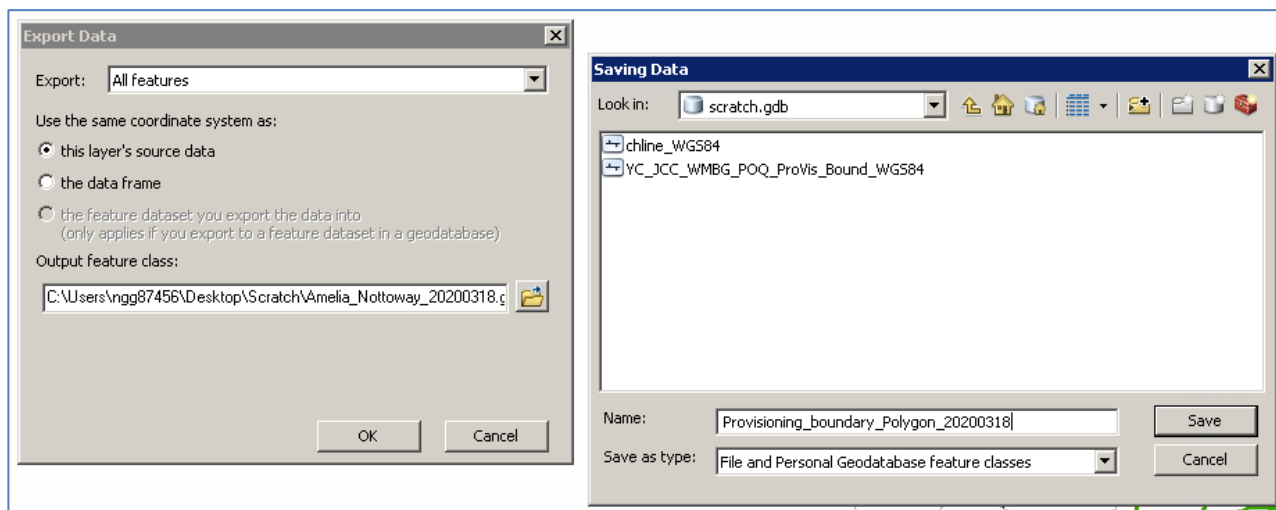 Export Data
Export:
All features
Use the same coordinate system as:
this layer's source data
the data frame
the feature dataset you export the data into
(only applies if you export to a feature dataset in a geodatabase)
Output feature class:
C:\Users\ngg87456\Desktop\Scratch\Amelia_Nottoway_20200318.g
OK
Cancel
Saving Data
Look in:
scratch.gdb
chline_WGS84
YC_JCC_WMBG_POQ_ProVis_Bound_WGS84
Name:
Provisioning_boundary_Polygon_20200318
Save
Save as type:
File and Personal Geodatabase feature classes
Cancel